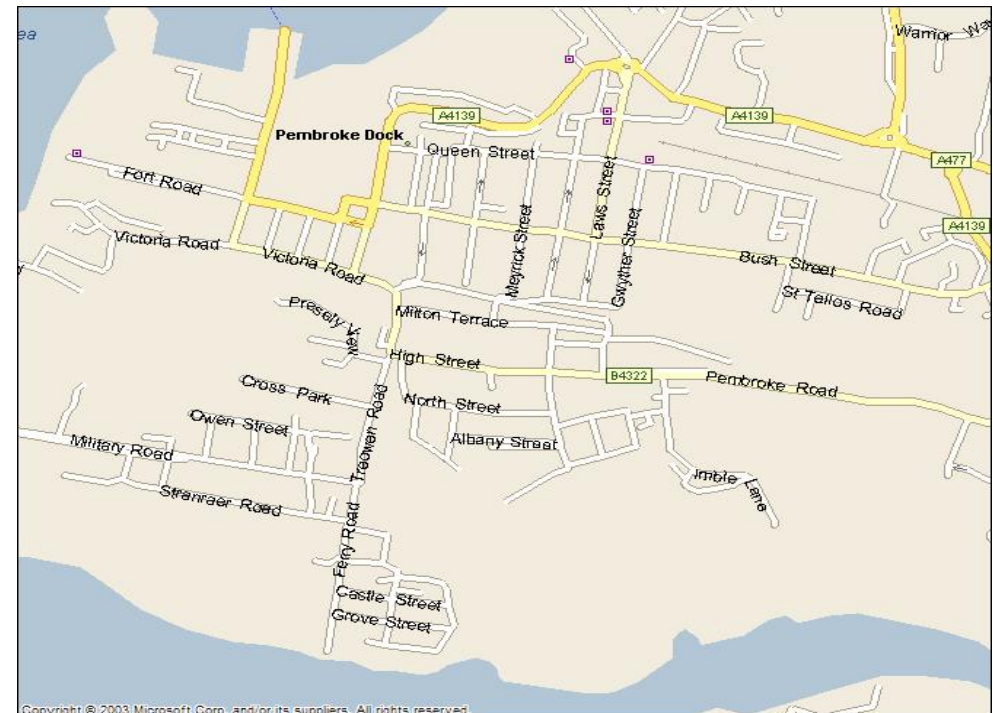 ea
Warrior Wa
A4139
A4139
Pembroke Dock
Queen Street
A477
Fort Road
Laws Street
A4139
Meyrick Street
Gwyther Street
Victoria Road
Victoria Road
Bush Street
St Tellos Road
Presely View
Milton Terrace
High Street
B4322
Pembroke Road
Cross Park
Treowen Road
North Street
Owen Street
Albany Street
Military Road
Imble Lane
Stranraer Road
Ferry Road
Castle Street
Grove Street
Copyright © 2003 Microsoft Corp. and/or its suppliers. All rights reserved.